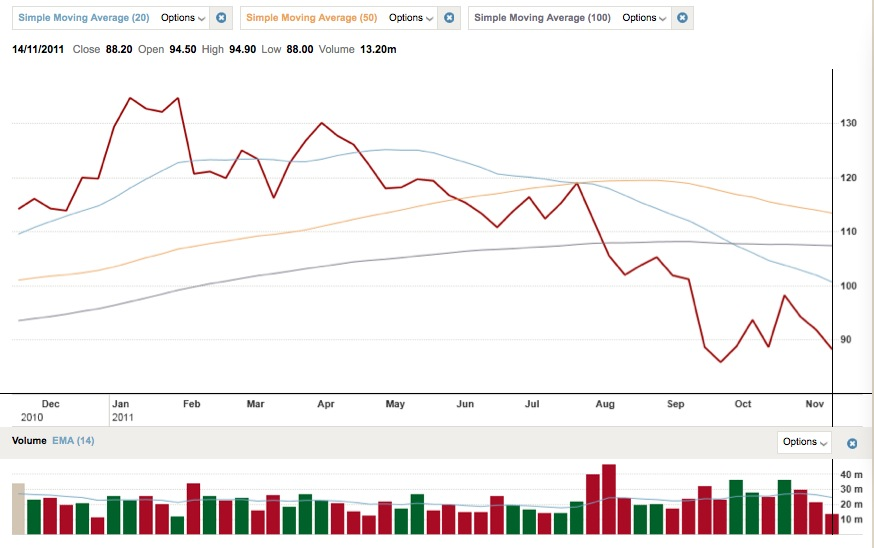 Simple Moving Average (20) Options Simple Moving Average (50) Options Simple Moving Average (100) Options
14/11/2011 Close 88.20 Open 94.50 High 94.90 Low 88.00 Volume 13.20m
130
120
110
100
90
Dec Jan Feb Mar Apr May Jun Jul Aug Sep Oct Nov
2010 2011
Volume EMA (14) Options
40 m
30 m
20 m
10 m